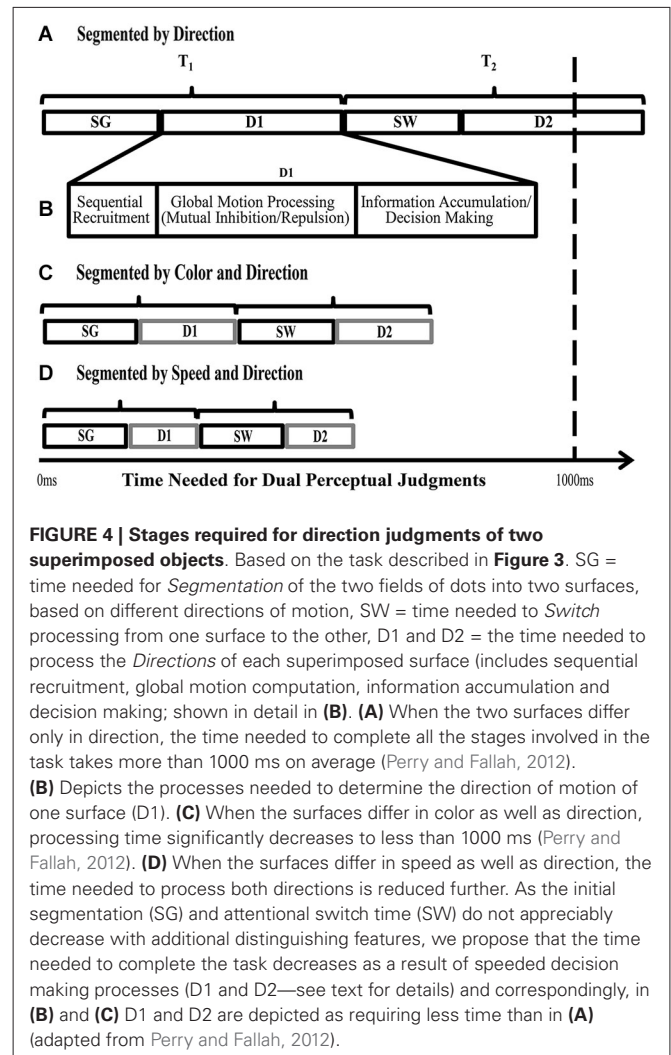 A Segmented by Direction
T1 T2
SG D1 SW D2
D1
B Sequential Recruitment Global Motion Processing (Mutual Inhibition/Repulsion) Information Accumulation/ Decision Making
C Segmented by Color and Direction
SG D1 SW D2
D Segmented by Speed and Direction
SG D1 SW D2
0ms Time Needed for Dual Perceptual Judgments 1000ms
FIGURE 4 | Stages required for direction judgments of two
superimposed objects. Based on the task described in Figure 3. SG =
time needed for Segmentation of the two fields of dots into two surfaces,
based on different directions of motion, SW = time needed to Switch
processing from one surface to the other, D1 and D2 = the time needed to
process the Directions of each superimposed surface (includes sequential
recruitment, global motion computation, information accumulation and
decision making; shown in detail in (B). (A) When the two surfaces differ
only in direction, the time needed to complete all the stages involved in the
task takes more than 1000 ms on average (Perry and Fallah, 2012).
(B) Depicts the processes needed to determine the direction of motion of
one surface (D1). (C) When the surfaces differ in color as well as direction,
processing time significantly decreases to less than 1000 ms (Perry and
Fallah, 2012). (D) When the surfaces differ in speed as well as direction, the
time needed to process both directions is reduced further. As the initial
segmentation (SG) and attentional switch time (SW) do not appreciably
decrease with additional distinguishing features, we propose that the time
needed to complete the task decreases as a result of speeded decision
making processes (D1 and D2—see text for details) and correspondingly, in
(B) and (C) D1 and D2 are depicted as requiring less time than in (A)
(adapted from Perry and Fallah, 2012).